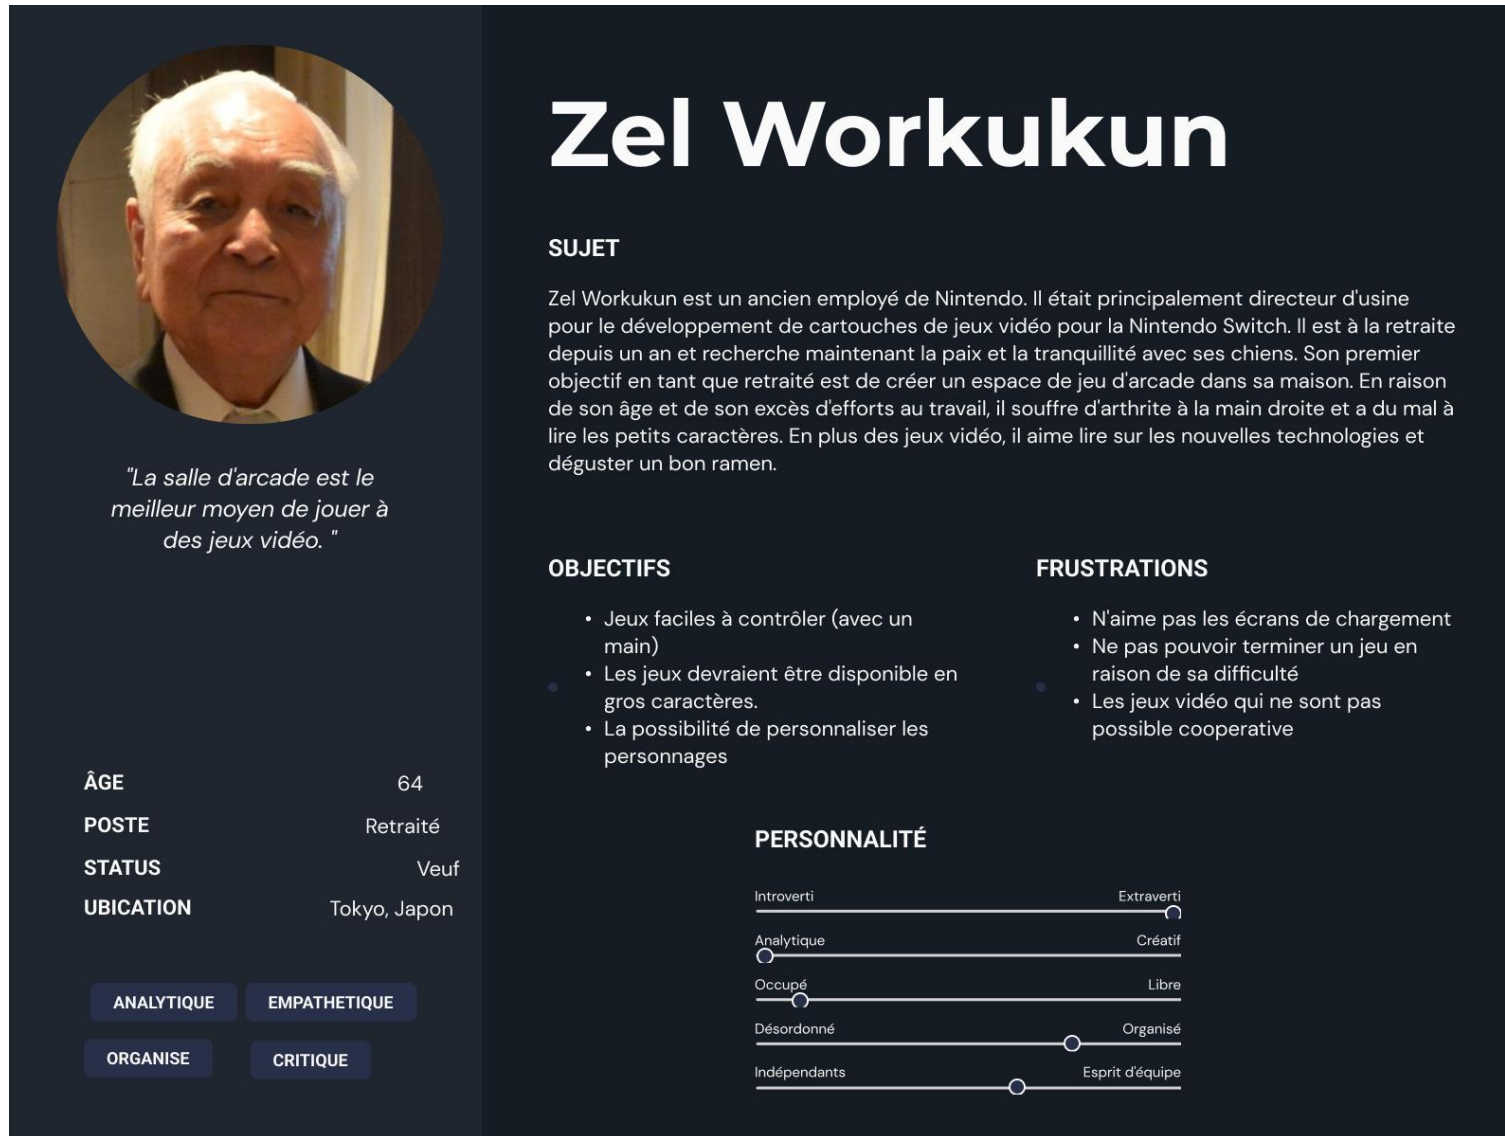 Zel Workukun
"La salle d'arcade est le
meilleur moyen de jouer à
des jeux vidéo. "
ÂGE 64
POSTE Retraité
STATUS Veuf
UBICATION Tokyo, Japon
ANALYTIQUE EMPATHETIQUE
ORGANISE CRITIQUE
SUJET
Zel Workukun est un ancien employé de Nintendo. Il était principalement directeur d'usine
pour le développement de cartouches de jeux vidéo pour la Nintendo Switch. Il est à la retraite
depuis un an et recherche maintenant la paix et la tranquillité avec ses chiens. Son premier
objectif en tant que retraité est de créer un espace de jeu d'arcade dans sa maison. En raison
de son âge et de son excès d'efforts au travail, il souffre d'arthrite à la main droite et a du mal à
lire les petits caractères. En plus des jeux vidéo, il aime lire sur les nouvelles technologies et
déguster un bon ramen.
OBJECTIFS
• Jeux faciles à contrôler (avec un
main)
• Les jeux devraient être disponible en
gros caractères.
• La possibilité de personnaliser les
personnages
FRUSTRATIONS
• N'aime pas les écrans de chargement
• Ne pas pouvoir terminer un jeu en
raison de sa difficulté
• Les jeux vidéo qui ne sont pas
possible cooperative
PERSONNALITÉ
Introverti Extraverti
Analytique Créatif
Occupé Libre
Désordonné Organisé
Indépendants Esprit d'équipe